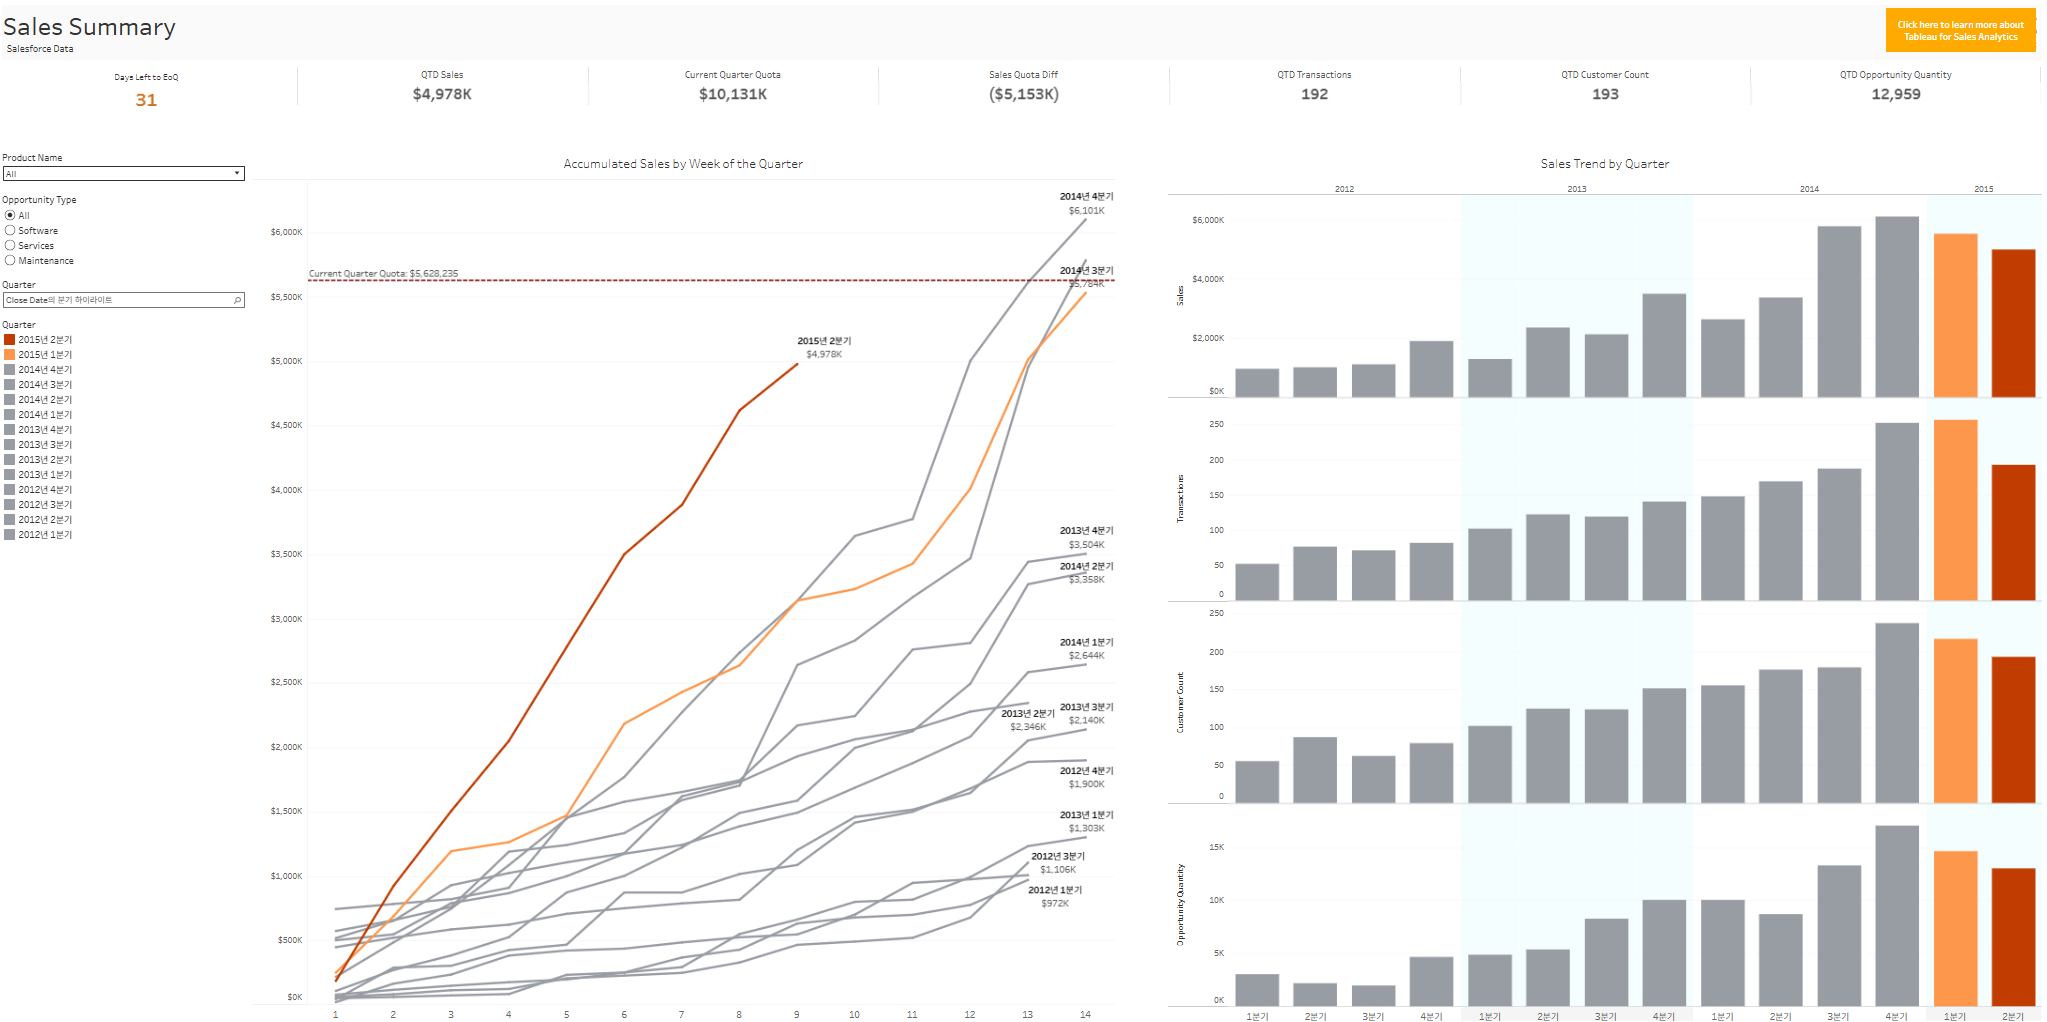 Sales Summary
Salesforce Data
Click here to learn more about
Tableau for Sales Analytics
Days Left to EoQ
31
QTD Sales
$4,978K
Current Quarter Quota
$10,131K
Sales Quota Diff
($5,153K)
QTD Transactions
192
QTD Customer Count
193
QTD Opportunity Quantity
12,959
Product Name
All
Opportunity Type
All
Software
Services
Maintenance
Quarter
Close Date의 분기 하이라이트
Quarter
2015년 2분기
2015년 1분기
2014년 4분기
2014년 3분기
2014년 2분기
2014년 1분기
2013년 4분기
2013년 3분기
2013년 2분기
2013년 1분기
2012년 4분기
2012년 3분기
2012년 2분기
2012년 1분기
Accumulated Sales by Week of the Quarter
$6,000K
$5,500K
$5,000K
$4,500K
$4,000K
$3,500K
$3,000K
$2,500K
$2,000K
$1,500K
$1,000K
$500K
$0K
Current Quarter Quota: $5,628,235
2014년 4분기
$6,101K
2014년 3분기
$5,784K
2015년 2분기
$4,978K
2013년 4분기
$3,504K
2014년 2분기
$3,358K
2014년 1분기
$2,644K
2013년 2분기
$2,346K
2013년 3분기
$2,140K
2012년 4분기
$1,900K
2013년 1분기
$1,303K
2012년 3분기
$1,106K
2012년 1분기
$972K
1 2 3 4 5 6 7 8 9 10 11 12 13 14
Sales Trend by Quarter
2012 2013 2014 2015
Sales
$6,000K
$4,000K
$2,000K
$0K
Transactions
250
200
150
100
50
0
Customer Count
250
200
150
100
50
0
Opportunity Quantity
15K
10K
5K
0K
1분기 2분기 3분기 4분기 1분기 2분기 3분기 4분기 1분기 2분기 3분기 4분기 1분기 2분기